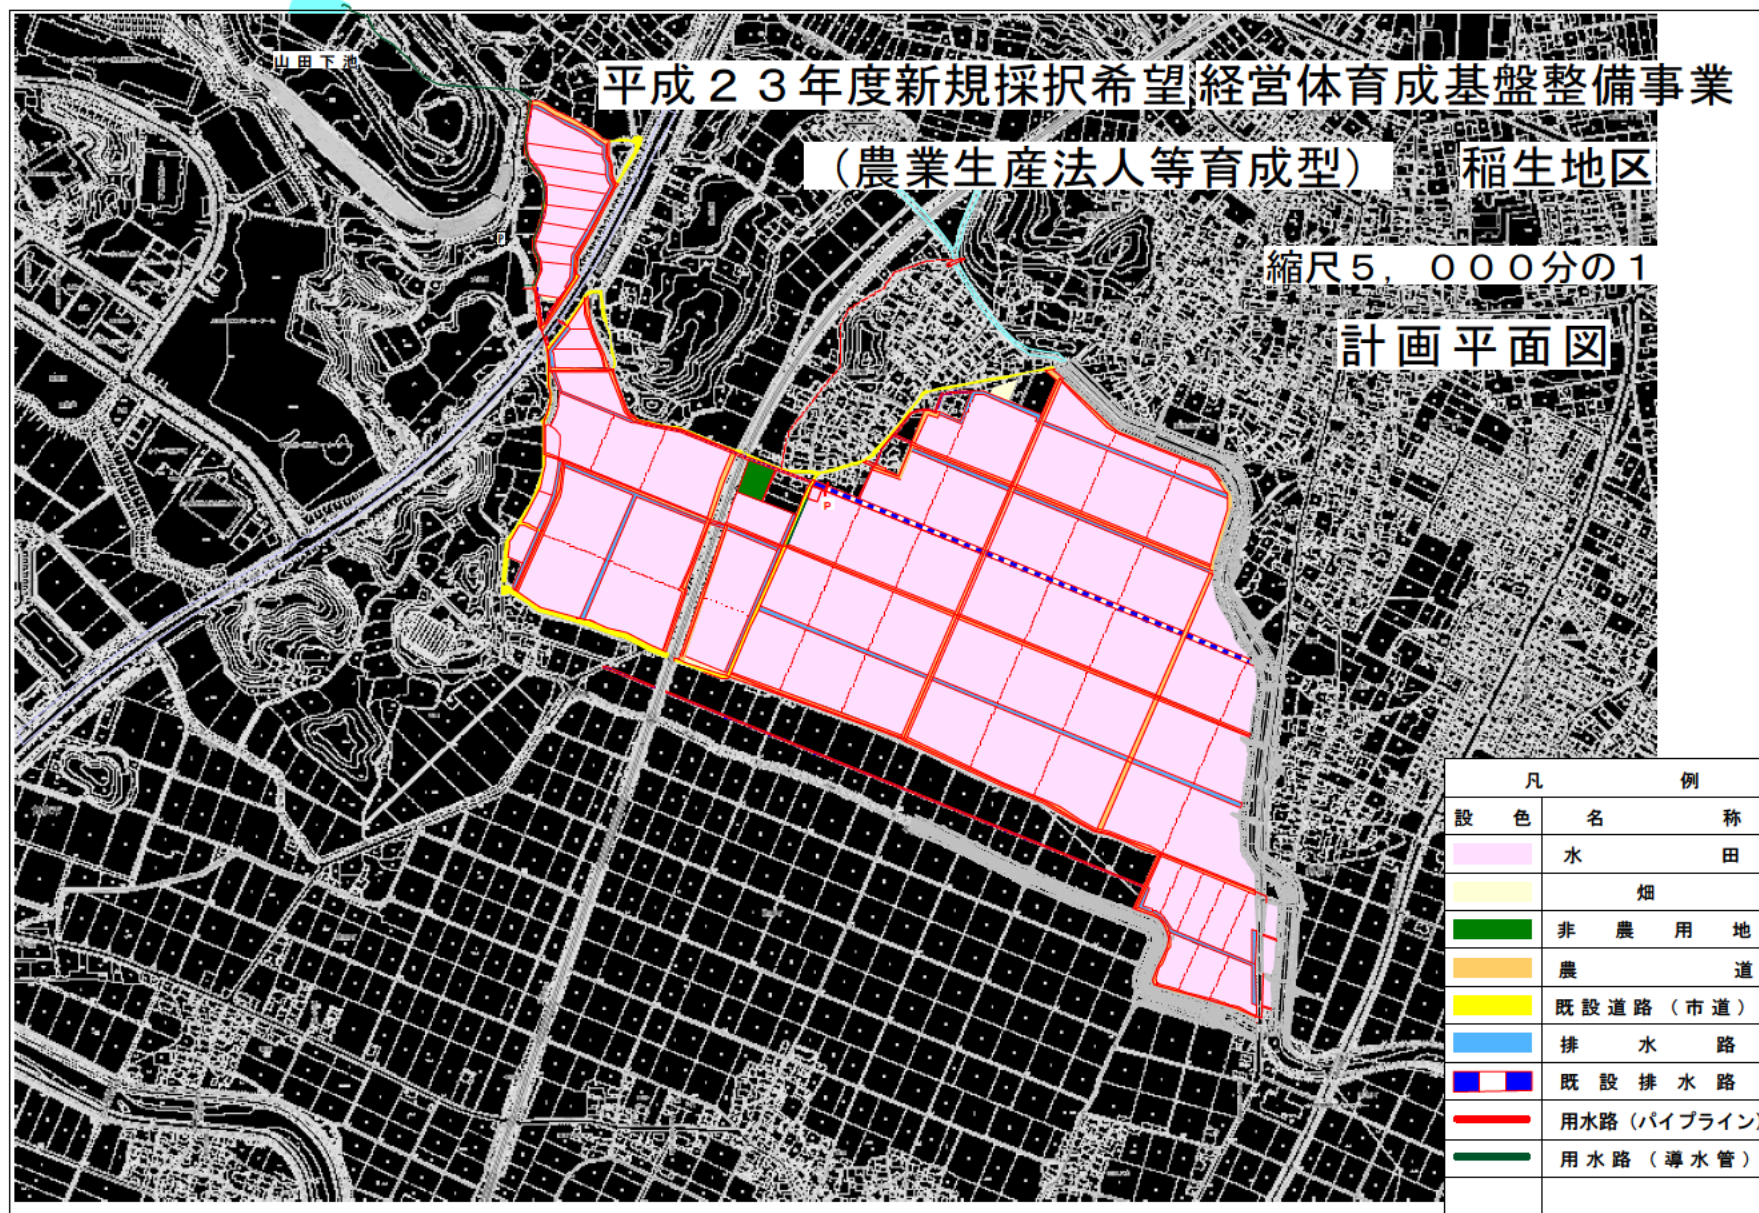 山田下池
平成２３年度新規採択希望 経営体育成基盤整備事業
（農業生産法人等育成型） 稲生地区
縮尺５，０００分の１
計画平面図
P
凡例
設色 名称
水田
畑
非農用地
農道
既設道路（市道）
排水路
既設排水路
用水路（パイプライン）
用水路（導水管）